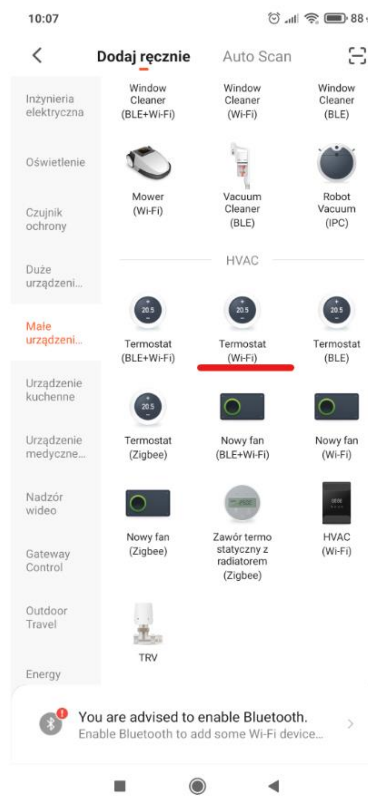 10:07
88
Dodaj ręcznie
Auto Scan
Inżynieria
elektryczna
Oświetlenie
Czujnik
ochrony
Duże
urządzeni...
Małe
urządzeni...
Urządzenie
kuchenne
Urządzenie
medyczne...
Nadzór
wideo
Gateway
Control
Outdoor
Travel
Energy
Window
Cleaner
(BLE+Wi-Fi)
Window
Cleaner
(Wi-Fi)
Window
Cleaner
(BLE)
Mower
(Wi-Fi)
Vacuum
Cleaner
(BLE)
Robot
Vacuum
(IPC)
HVAC
20.5
Termostat
(BLE+Wi-Fi)
20.5
Termostat
(Wi-Fi)
20.5
Termostat
(BLE)
20.5
Termostat
(Zigbee)
Nowy fan
(BLE+Wi-Fi)
Nowy fan
(Wi-Fi)
Nowy fan
(Zigbee)
Zawór termo
statyczny z
radiatorem
(Zigbee)
HVAC
(Wi-Fi)
TRV
You are advised to enable Bluetooth.
Enable Bluetooth to add some Wi-Fi device...